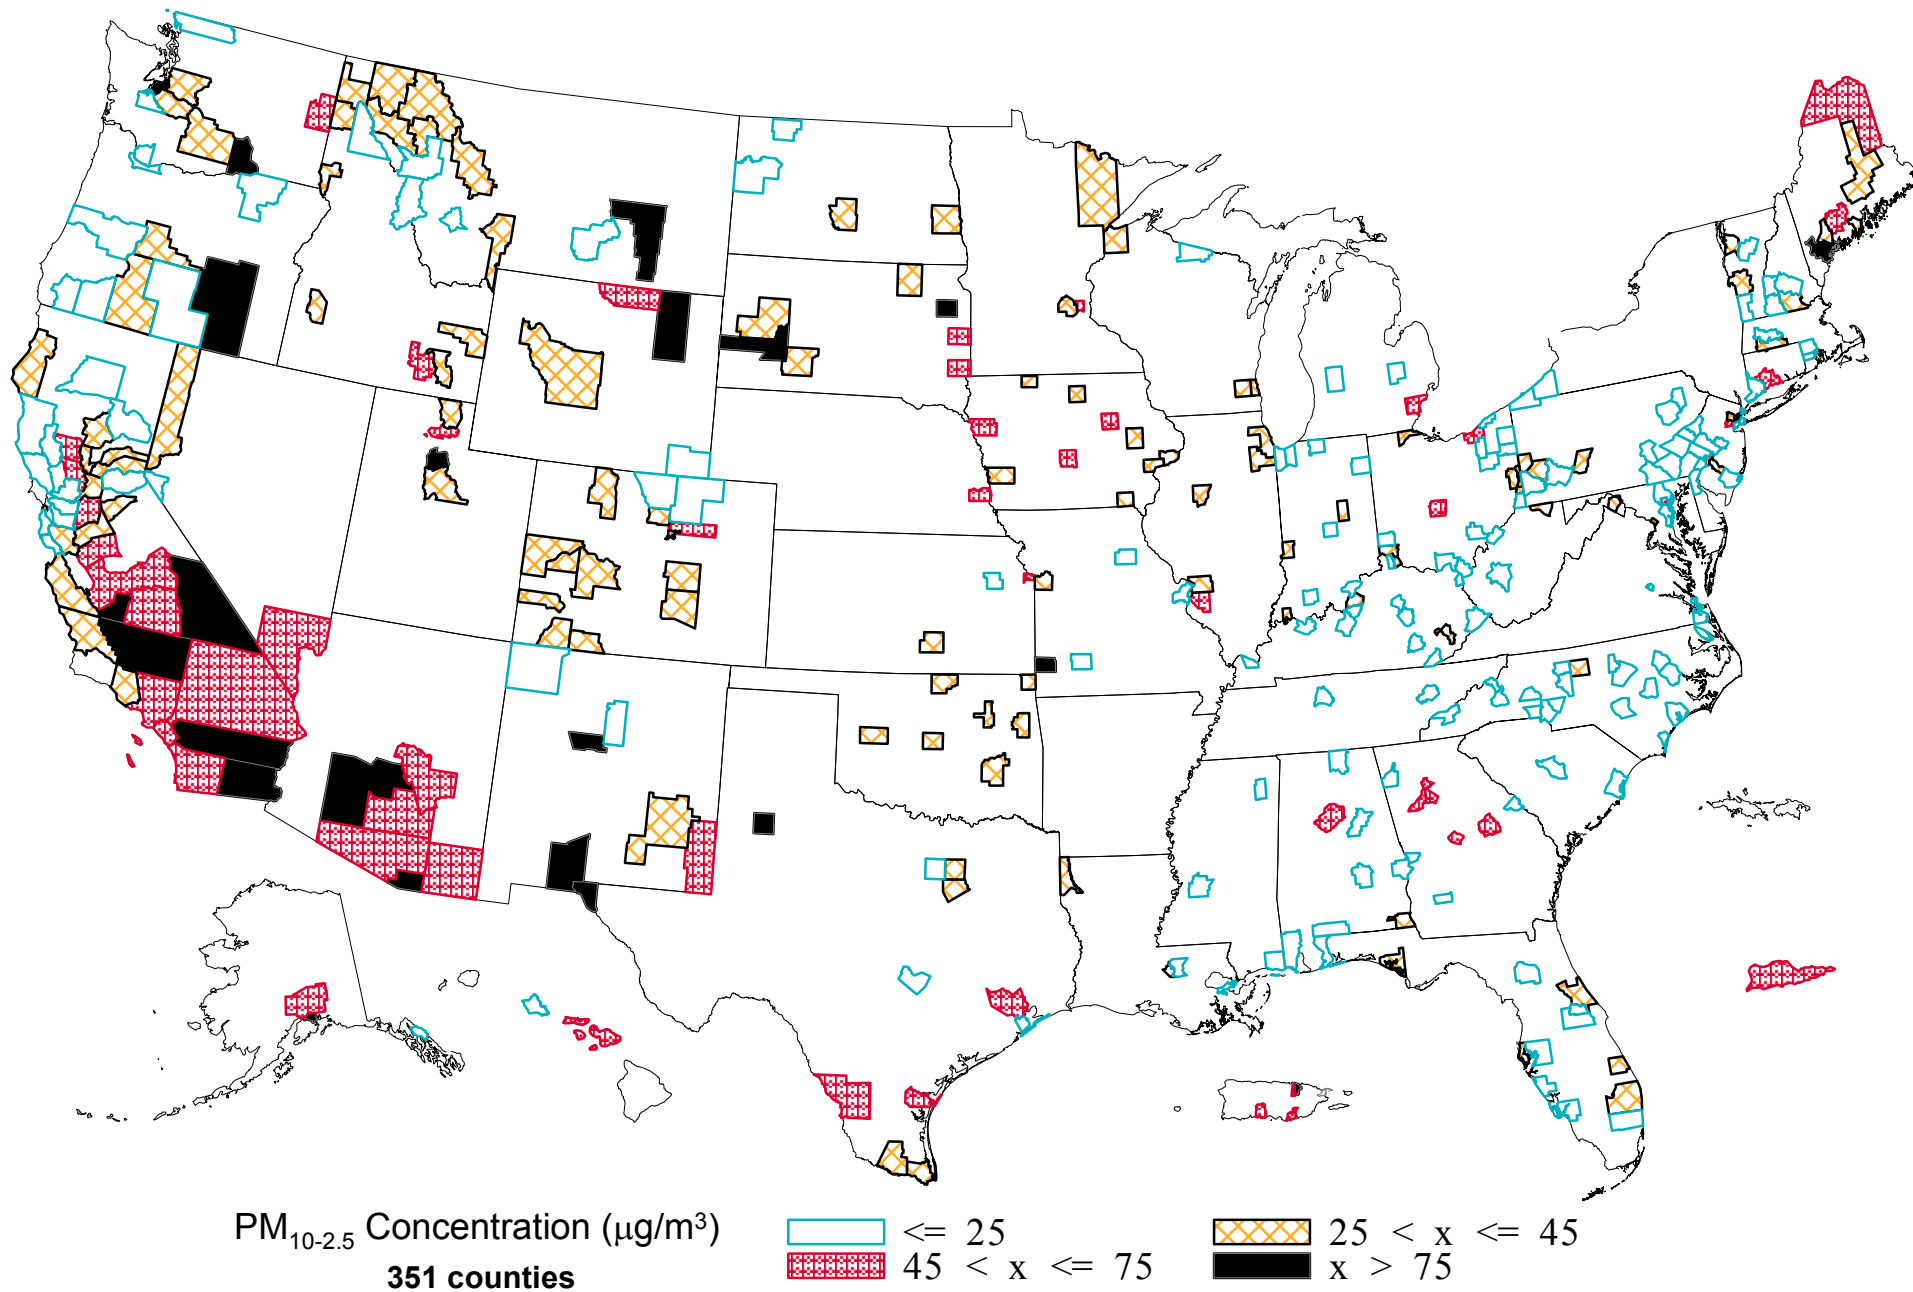 PM10-2.5 Concentration (μg/m³)
351 counties
<= 25
25 < x <= 45
45 < x <= 75
x > 75